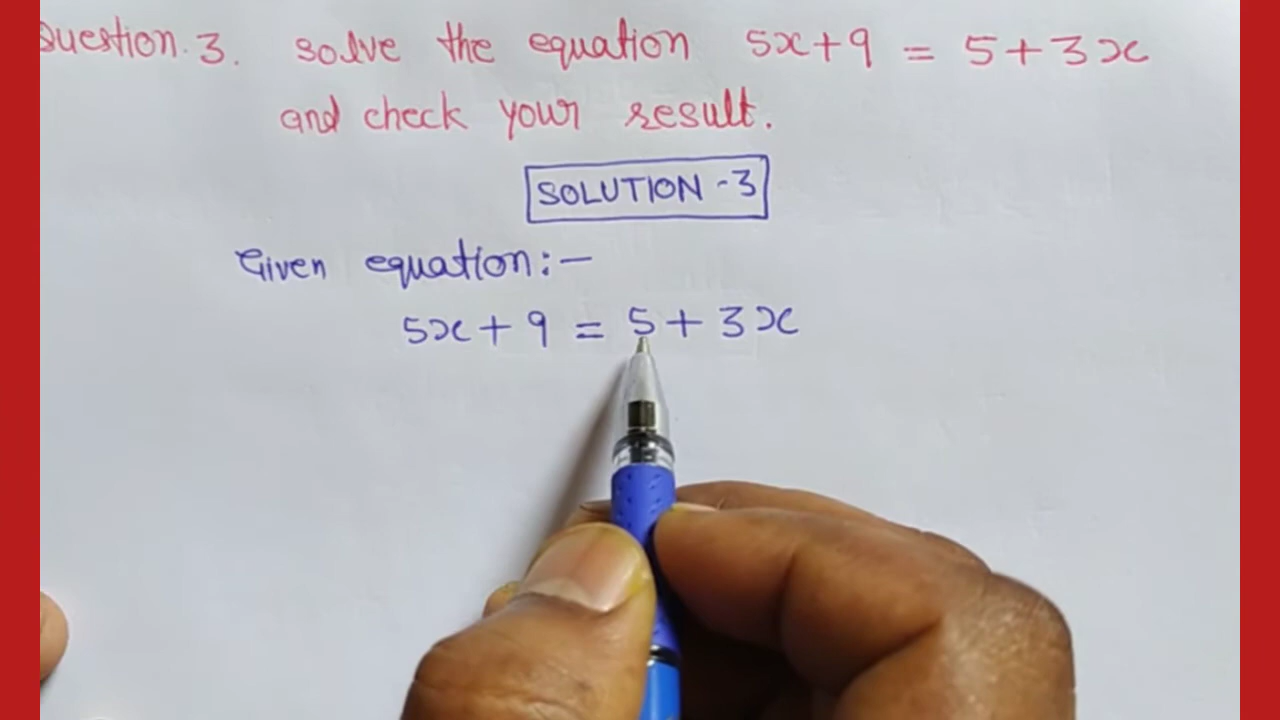 Question.3. solve the equation 5x+9 = 5+3x
and check your result.
SOLUTION -3
Given equation:-
5x+9 = 5+3x